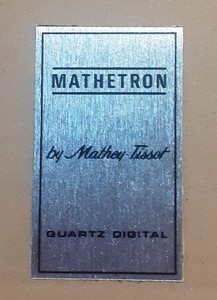 MATHETRON
by Mathey-Tissot
QUARTZ DIGITAL